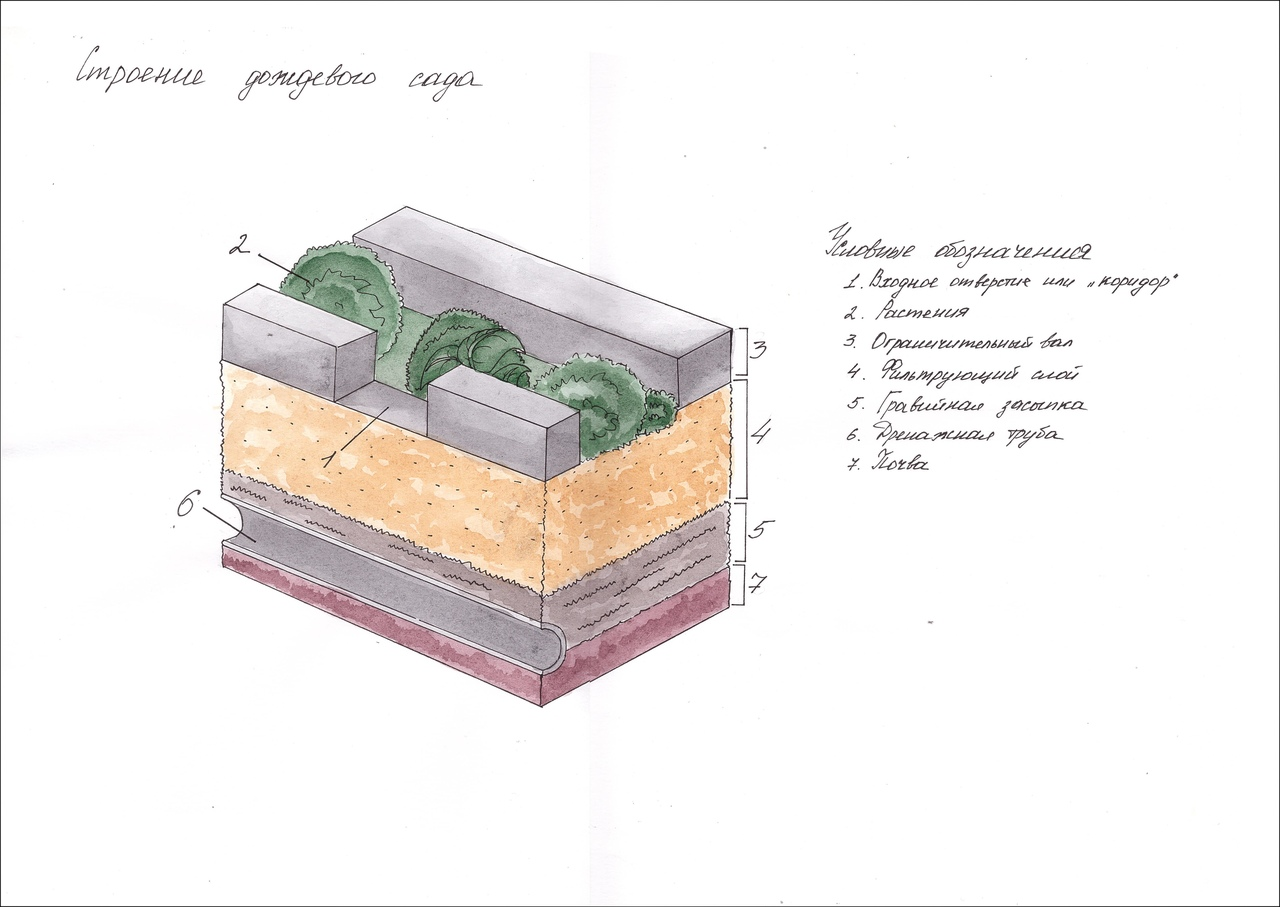 Строение дождевого сада
2
3
4
1
6
5
7
Условные обозначения
1. Входное отверстие или „коридор"
2. Растения
3. Ограничительный вал
4. Фильтрующий слой
5. Гравийная засыпка
6. Дренажная труба
7. Почва